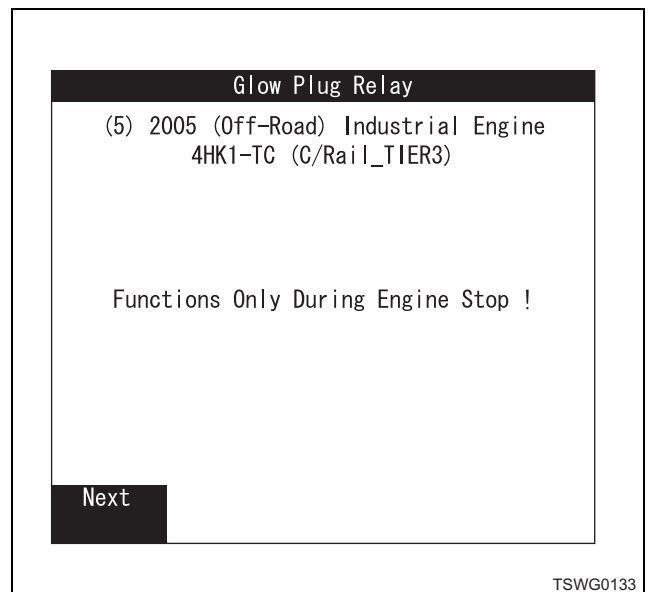 Glow Plug Relay
(5) 2005 (Off-Road) Industrial Engine
4HK1-TC (C/Rail_TIER3)
Functions Only During Engine Stop !
Next
TSWG0133